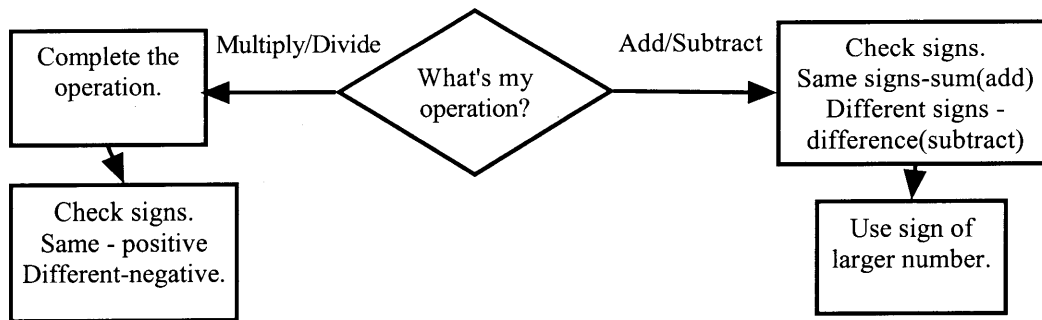 Complete the
operation.
Multiply/Divide
What's my
operation?
Add/Subtract
Check signs.
Same signs-sum(add)
Different signs -
difference(subtract)
Check signs.
Same - positive
Different-negative.
Use sign of
larger number.